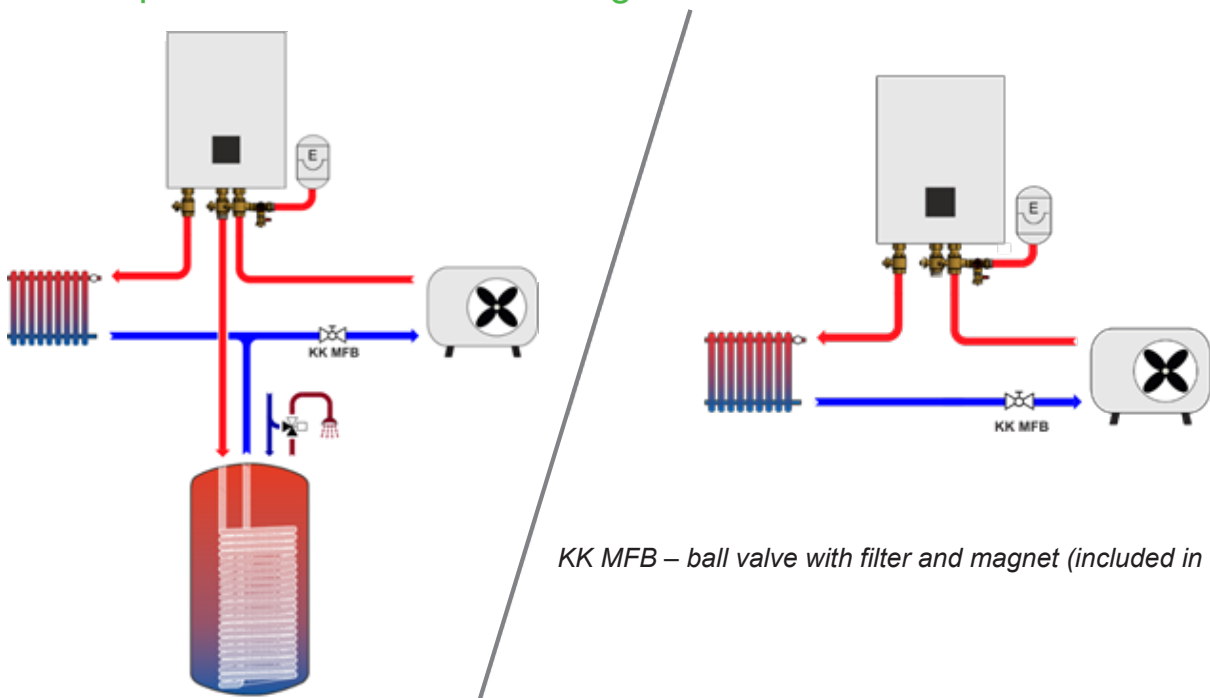 E
E
KK MFB
KK MFB
KK MFB – ball valve with filter and magnet (included in